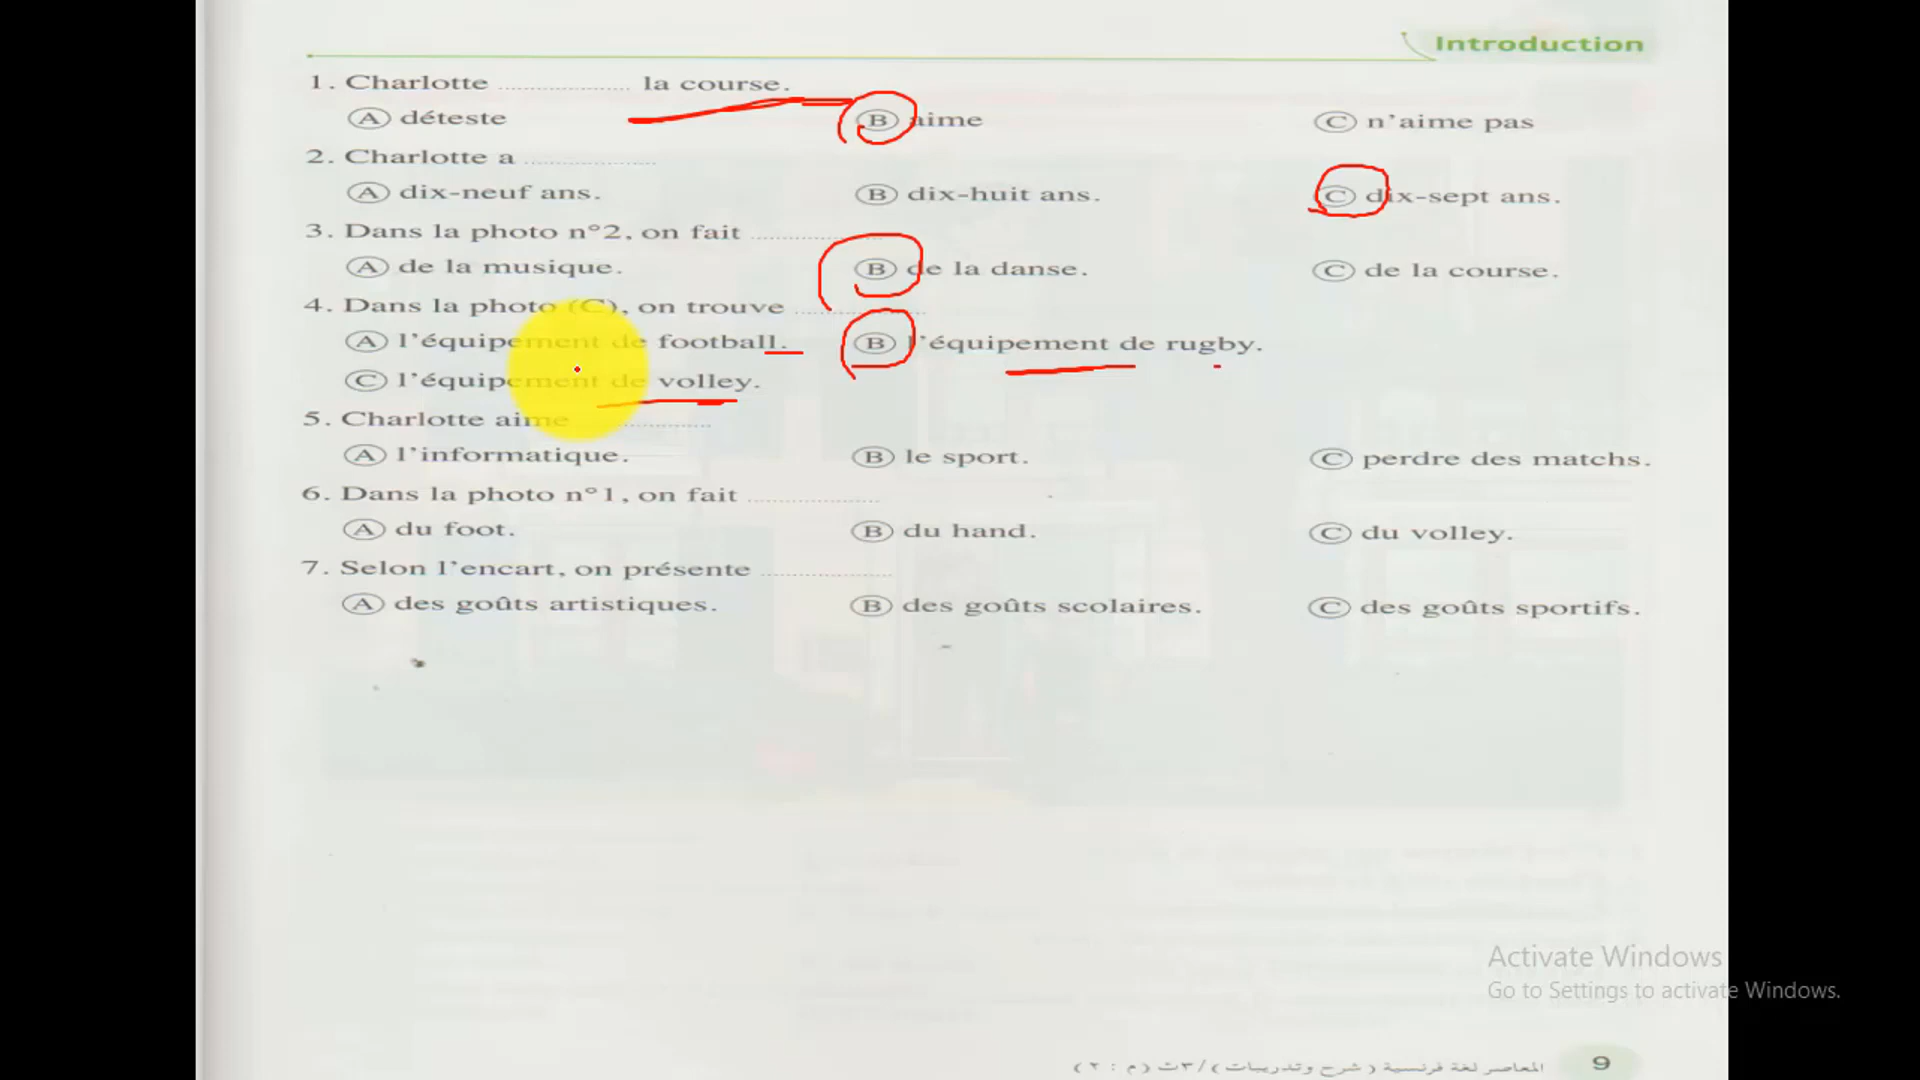 Introduction
1. Charlotte .................... la course.
A déteste B aime C n'aime pas
2. Charlotte a ....................
A dix-neuf ans. B dix-huit ans. C dix-sept ans.
3. Dans la photo n°2, on fait ....................
A de la musique. B de la danse. C de la course.
4. Dans la photo (C), on trouve ....................
A l'équipement de football. B l'équipement de rugby.
C l'équipement de volley.
5. Charlotte aime ....................
A l'informatique. B le sport. C perdre des matchs.
6. Dans la photo n°1, on fait ....................
A du foot. B du hand. C du volley.
7. Selon l'encart, on présente ....................
A des goûts artistiques. B des goûts scolaires. C des goûts sportifs.
Activate Windows
Go to Settings to activate Windows.
المعاصر لغة فرنسية (شرح وتدريبات) / ٣ث (م : ٢) 9